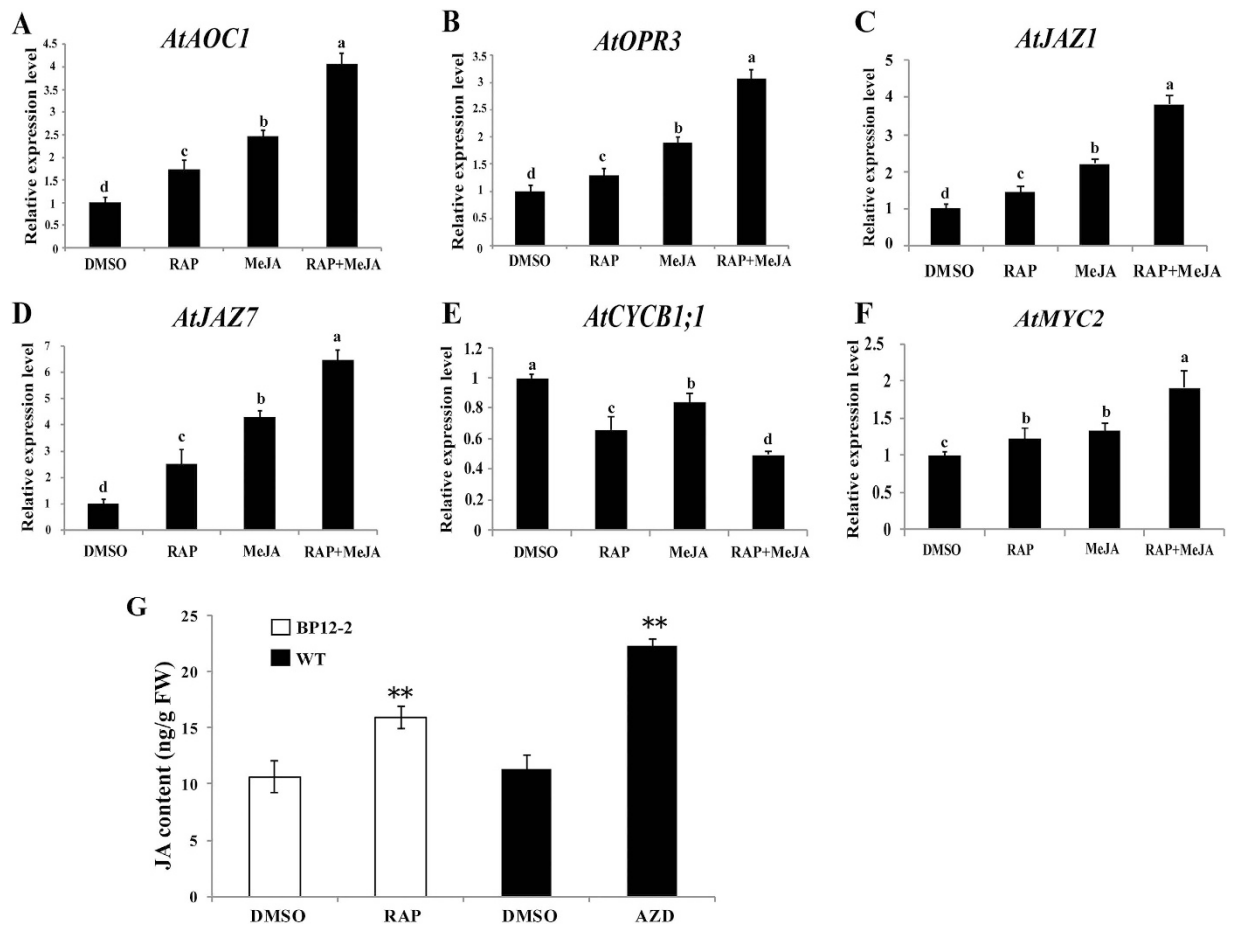 A
AtAOC1
Relative expression level
4.5
4
3.5
3
2.5
2
1.5
1
0.5
0
d
c
b
a
DMSO RAP MeJA RAP+MeJA
B
AtOPR3
Relative expression level
3.5
3
2.5
2
1.5
1
0.5
0
d
c
b
a
DMSO RAP MeJA RAP+MeJA
C
AtJAZ1
Relative expression level
5
4
3
2
1
0
d
c
b
a
DMSO RAP MeJA RAP+MeJA
D
AtJAZ7
Relative expression level
7
6
5
4
3
2
1
0
d
c
b
a
DMSO RAP MeJA RAP+MeJA
E
AtCYCB1;1
Relative expression level
1.2
1
0.8
0.6
0.4
0.2
0
a
c
b
d
DMSO RAP MeJA RAP+MeJA
F
AtMYC2
Relative expression level
2.5
2
1.5
1
0.5
0
c
b
b
a
DMSO RAP MeJA RAP+MeJA
G
JA content (ng/g FW)
25
20
15
10
5
0
BP12-2
WT
**
**
DMSO RAP DMSO AZD